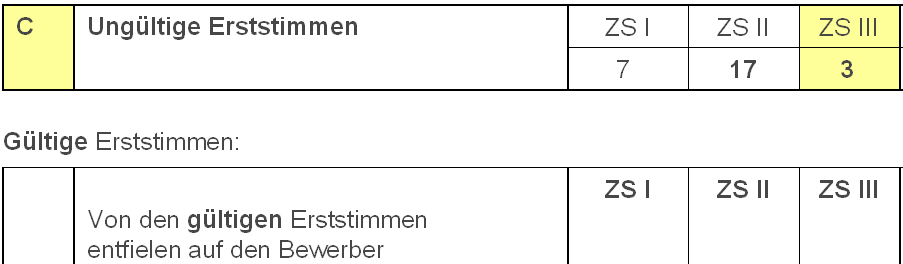 C Ungültige Erststimmen ZS I ZS II ZS III
7 17 3
Gültige Erststimmen:
ZS I ZS II ZS III
Von den gültigen Erststimmen
entfielen auf den Bewerber